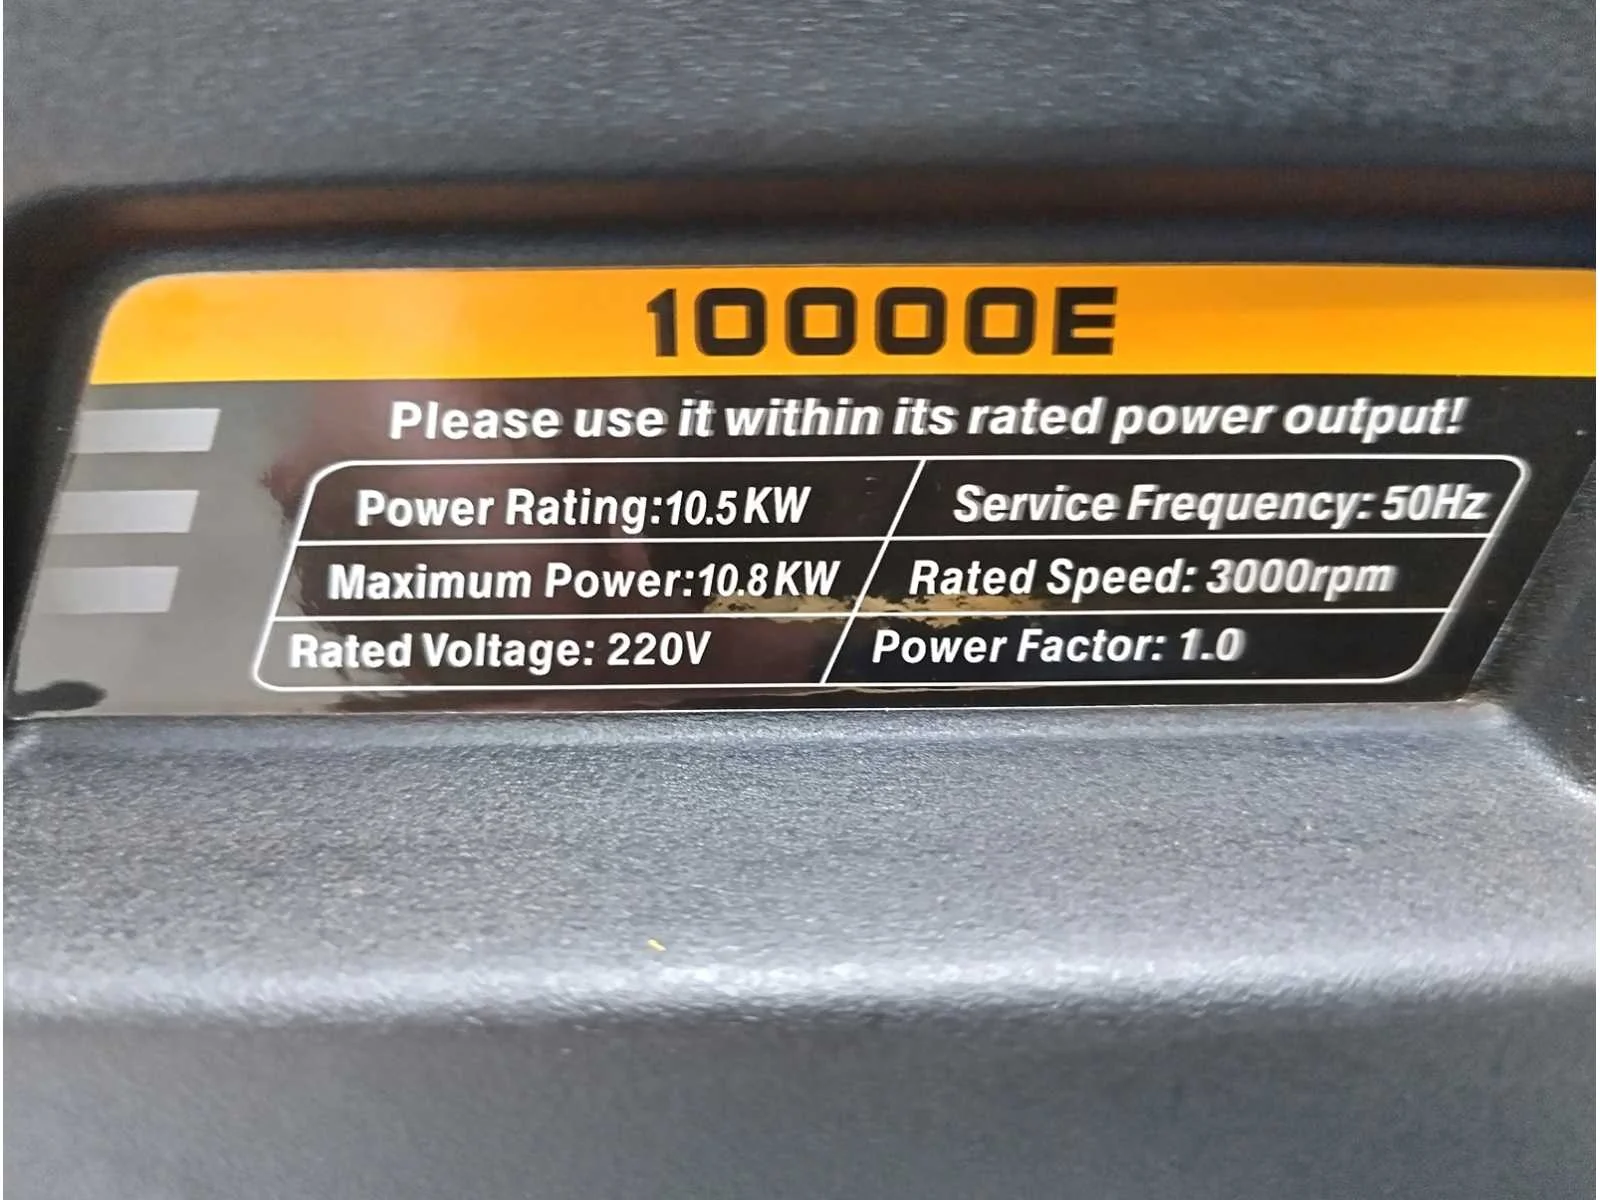 10000E
Please use it within its rated power output!
Power Rating:10.5KW Service Frequency: 50Hz
Maximum Power:10.8KW Rated Speed: 3000rpm
Rated Voltage: 220V Power Factor: 1.0